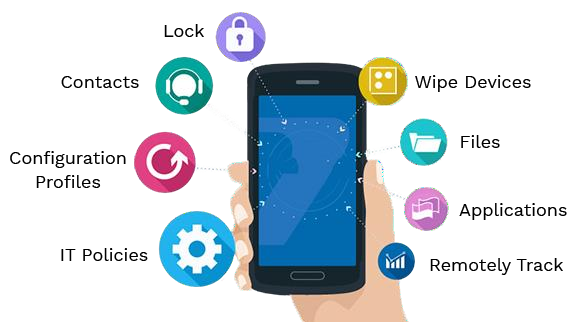 Lock
Contacts
Wipe Devices
Files
Configuration
Profiles
Applications
IT Policies
Remotely Track